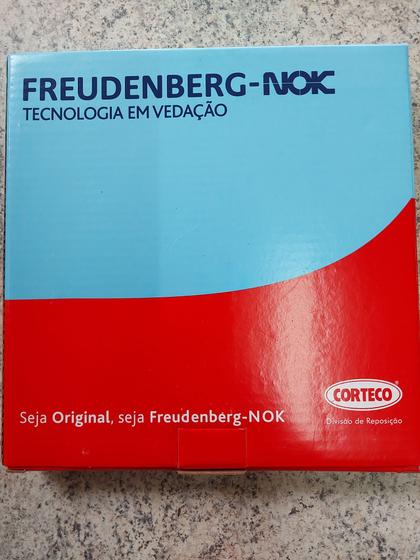 FREUDENBERG-NOK
TECNOLOGIA EM VEDAÇÃO
CORTECO®
Seja Original, seja Freudenberg-NOK
Divisão de Reposição